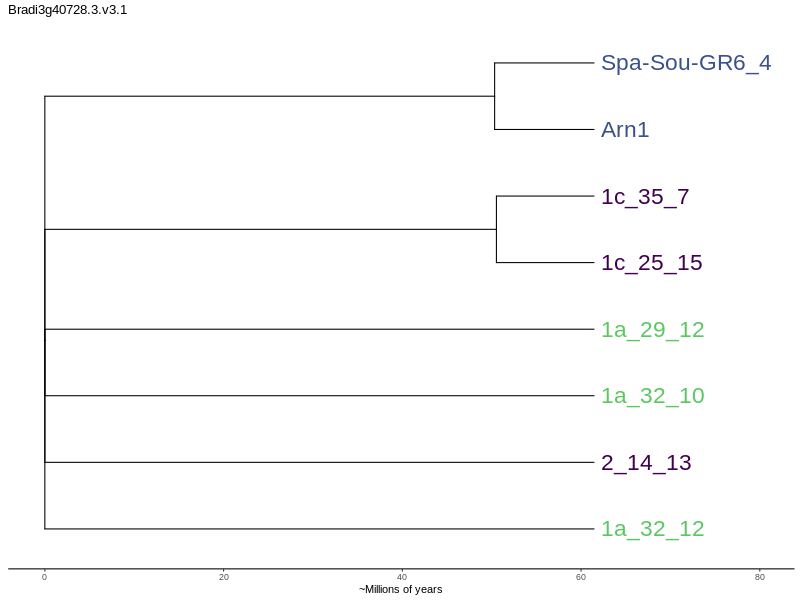 Bradi3g40728.3.v3.1
Spa-Sou-GR6_4
Arn1
1c_35_7
1c_25_15
1a_29_12
1a_32_10
2_14_13
1a_32_12
0 20 40 60 80
~Millions of years